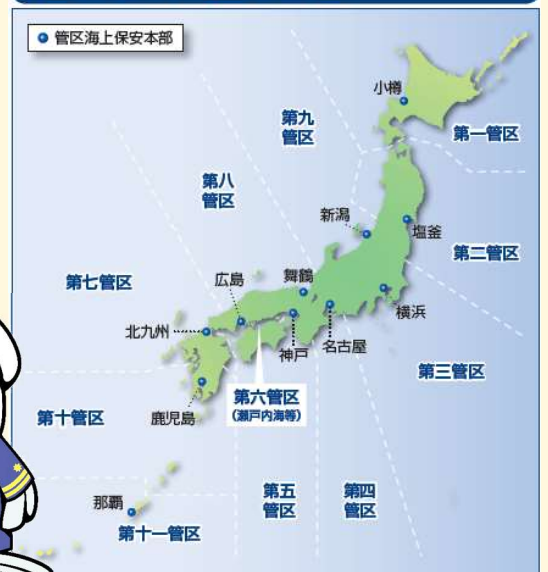 管区海上保安本部
小樽
第一管区
第九
管区
第八
管区
新潟
塩釜
第二管区
第七管区
広島
舞鶴
横浜
北九州
神戸
名古屋
第三管区
第六管区
(瀬戸内海等)
第十管区
鹿児島
第五
管区
第四
管区
那覇
第十一管区